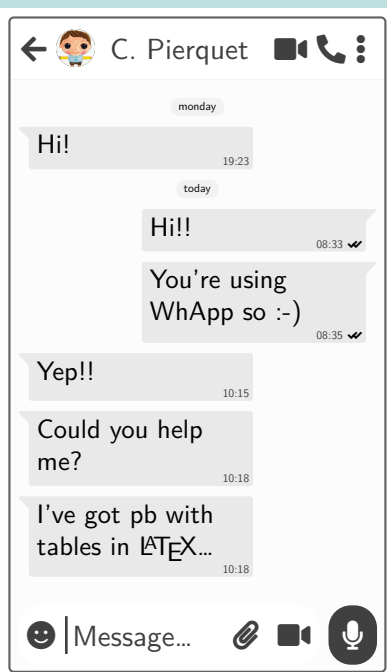 C. Pierquet
monday
Hi!
19:23
today
Hi!!
08:33
You're using
WhApp so :-)
08:35
Yep!!
10:15
Could you help
me?
10:18
I've got pb with
tables in LATEX...
10:18
Message...